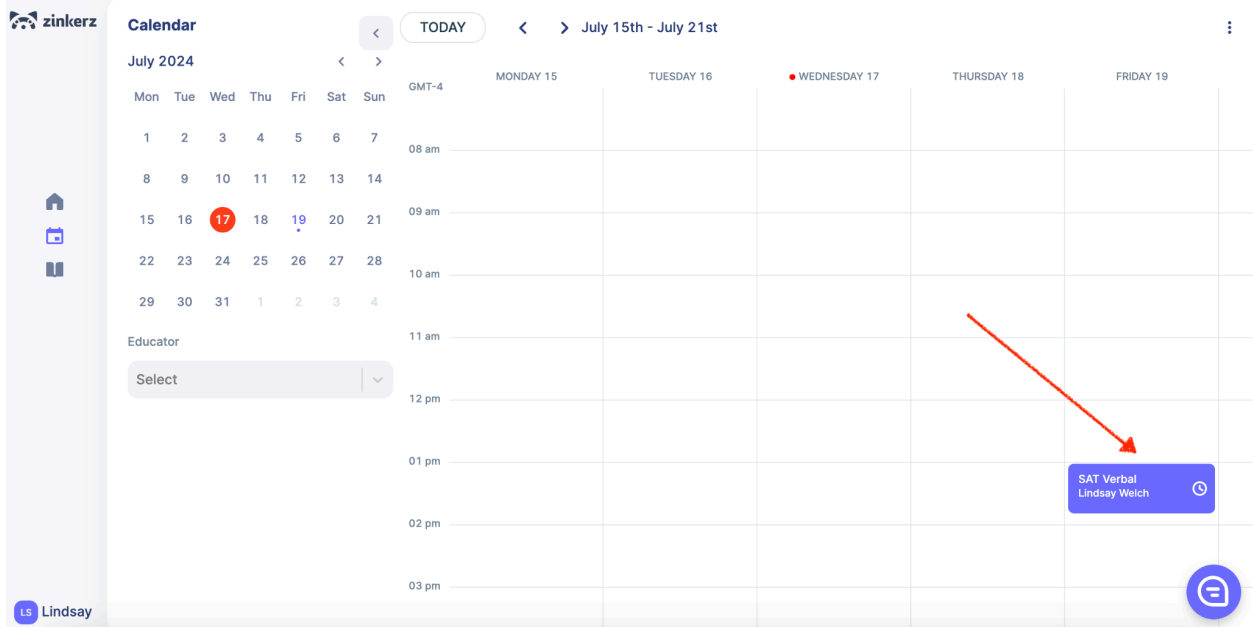 zinkerz
Calendar
July 2024
Mon Tue Wed Thu Fri Sat Sun
1 2 3 4 5 6 7
8 9 10 11 12 13 14
15 16 17 18 19 20 21
22 23 24 25 26 27 28
29 30 31 1 2 3 4
Educator
Select
LS Lindsay
TODAY July 15th - July 21st
GMT-4 MONDAY 15 TUESDAY 16 WEDNESDAY 17 THURSDAY 18 FRIDAY 19
08 am
09 am
10 am
11 am
12 pm
01 pm
SAT Verbal
Lindsay Welch
02 pm
03 pm